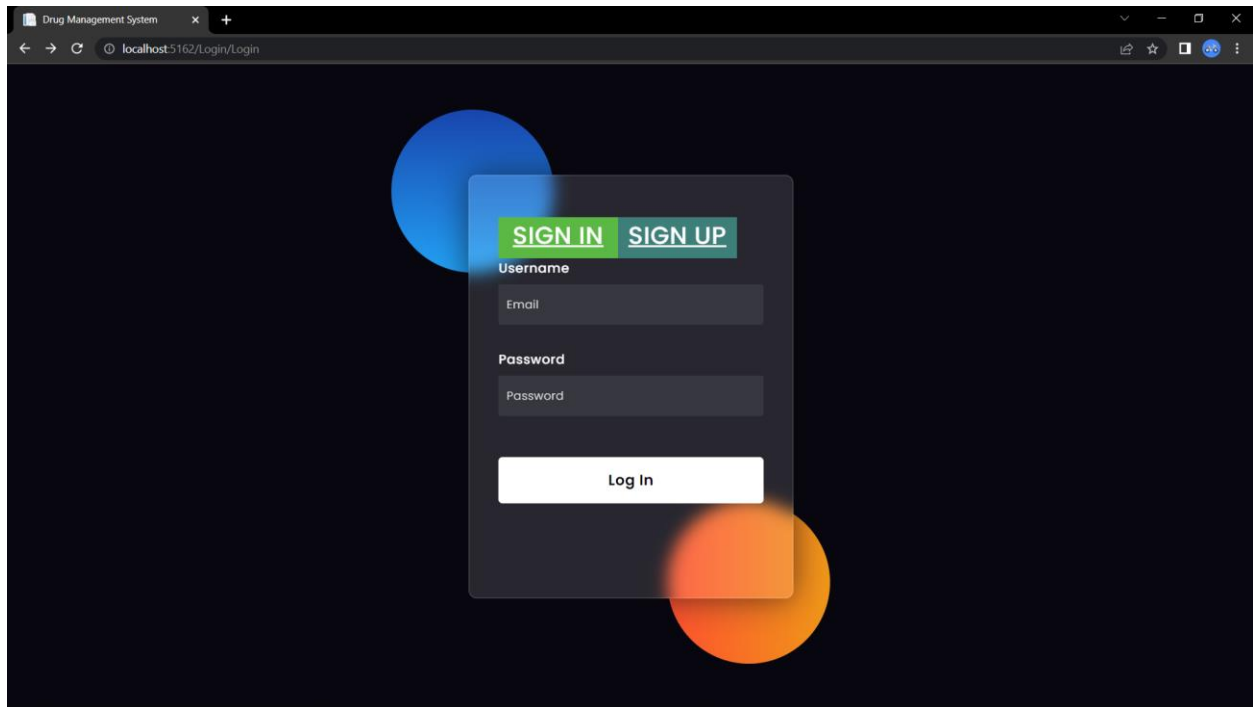 Drug Management System
localhost:5162/Login/Login
SIGN IN SIGN UP
Username
Email
Password
Password
Log In